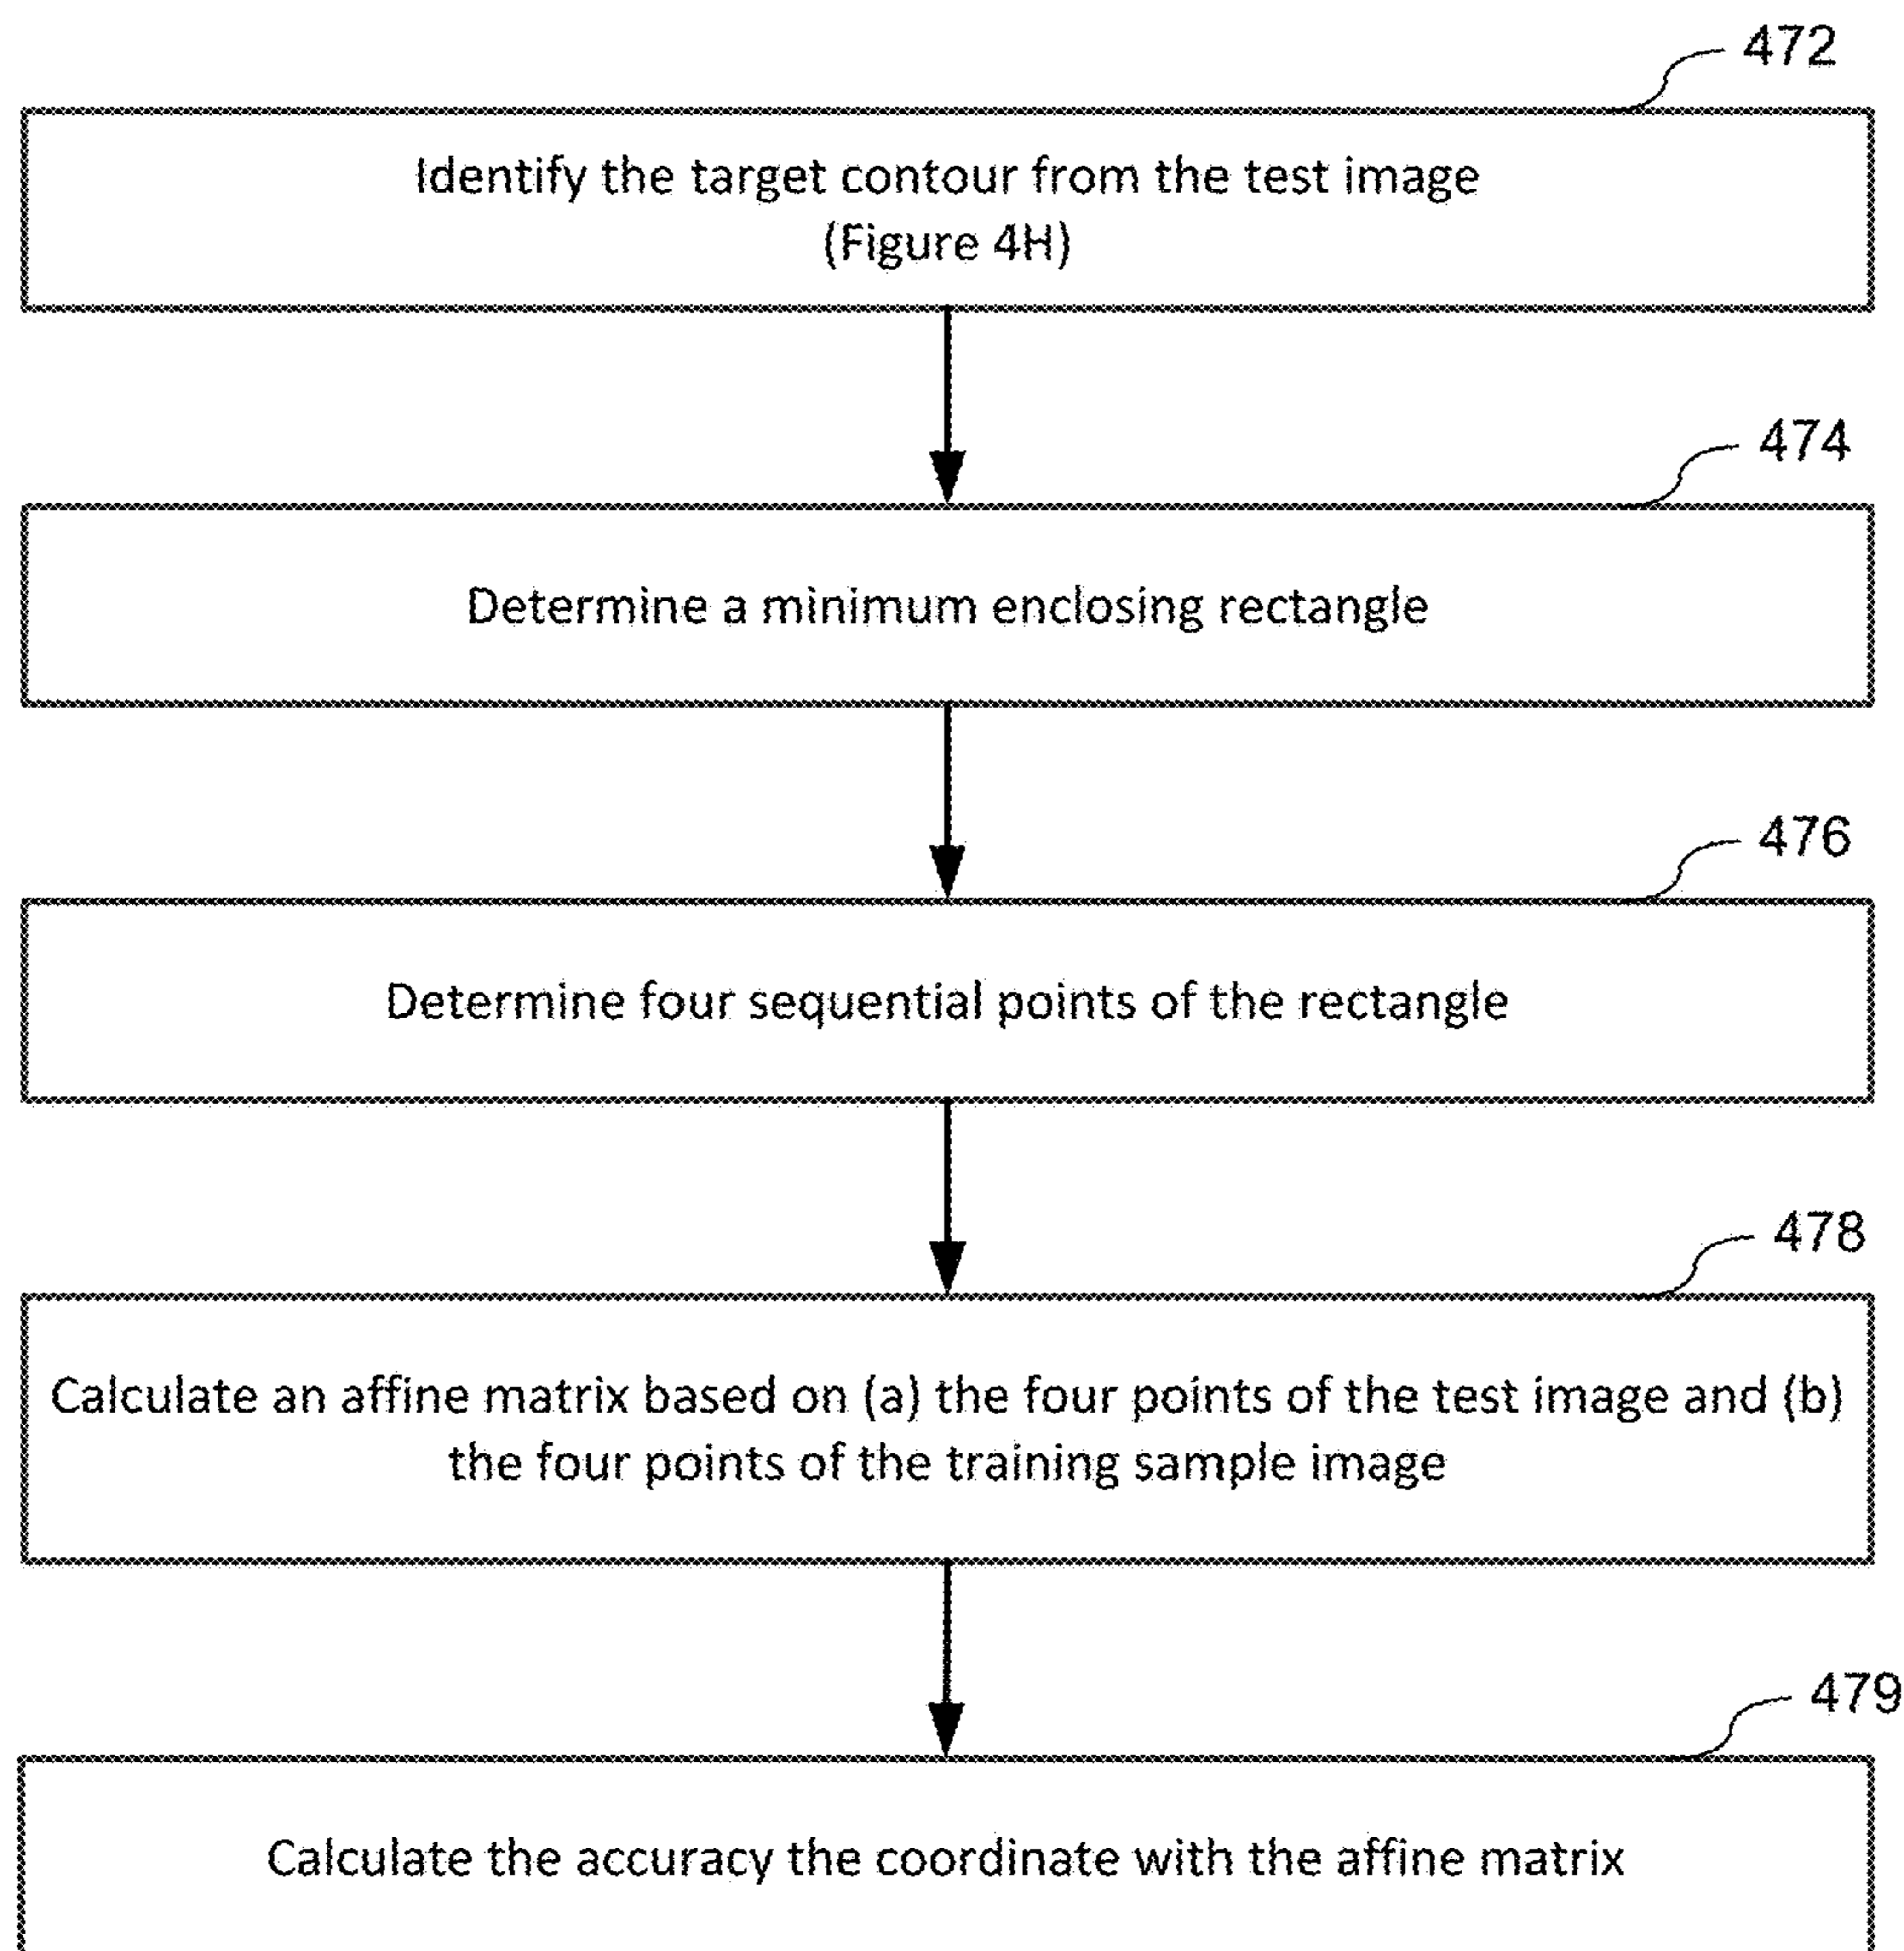 472
Identify the target contour from the test image
(Figure 4H)
474
Determine a minimum enclosing rectangle
476
Determine four sequential points of the rectangle
478
Calculate an affine matrix based on (a) the four points of the test image and (b)
the four points of the training sample image
479
Calculate the accuracy the coordinate with the affine matrix